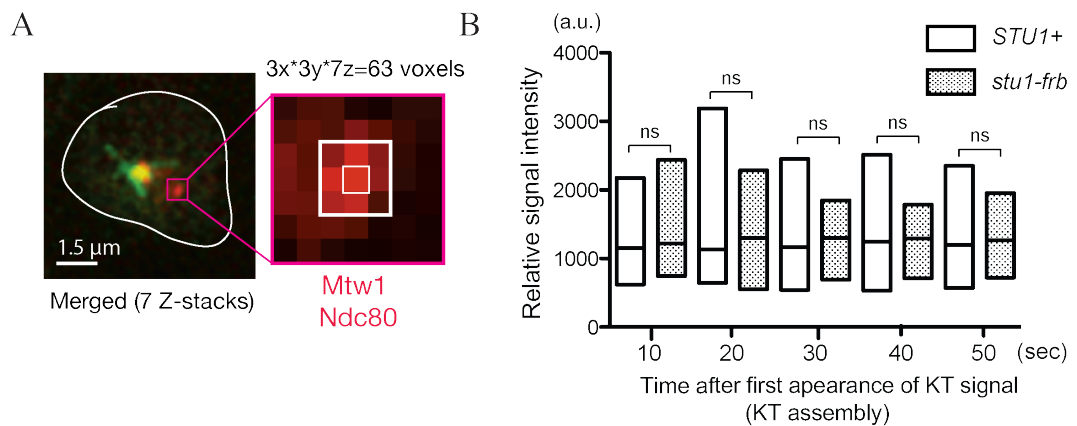 A
3x*3y*7z=63 voxels
1.5 μm
Merged (7 Z-stacks)
Mtw1
Ndc80
B
(a.u.)
STU1+
stu1-frb
Relative signal intensity
4000
3000
2000
1000
0
ns
ns
ns
ns
ns
10
20
30
40
50
(sec)
Time after first apearance of KT signal
(KT assembly)